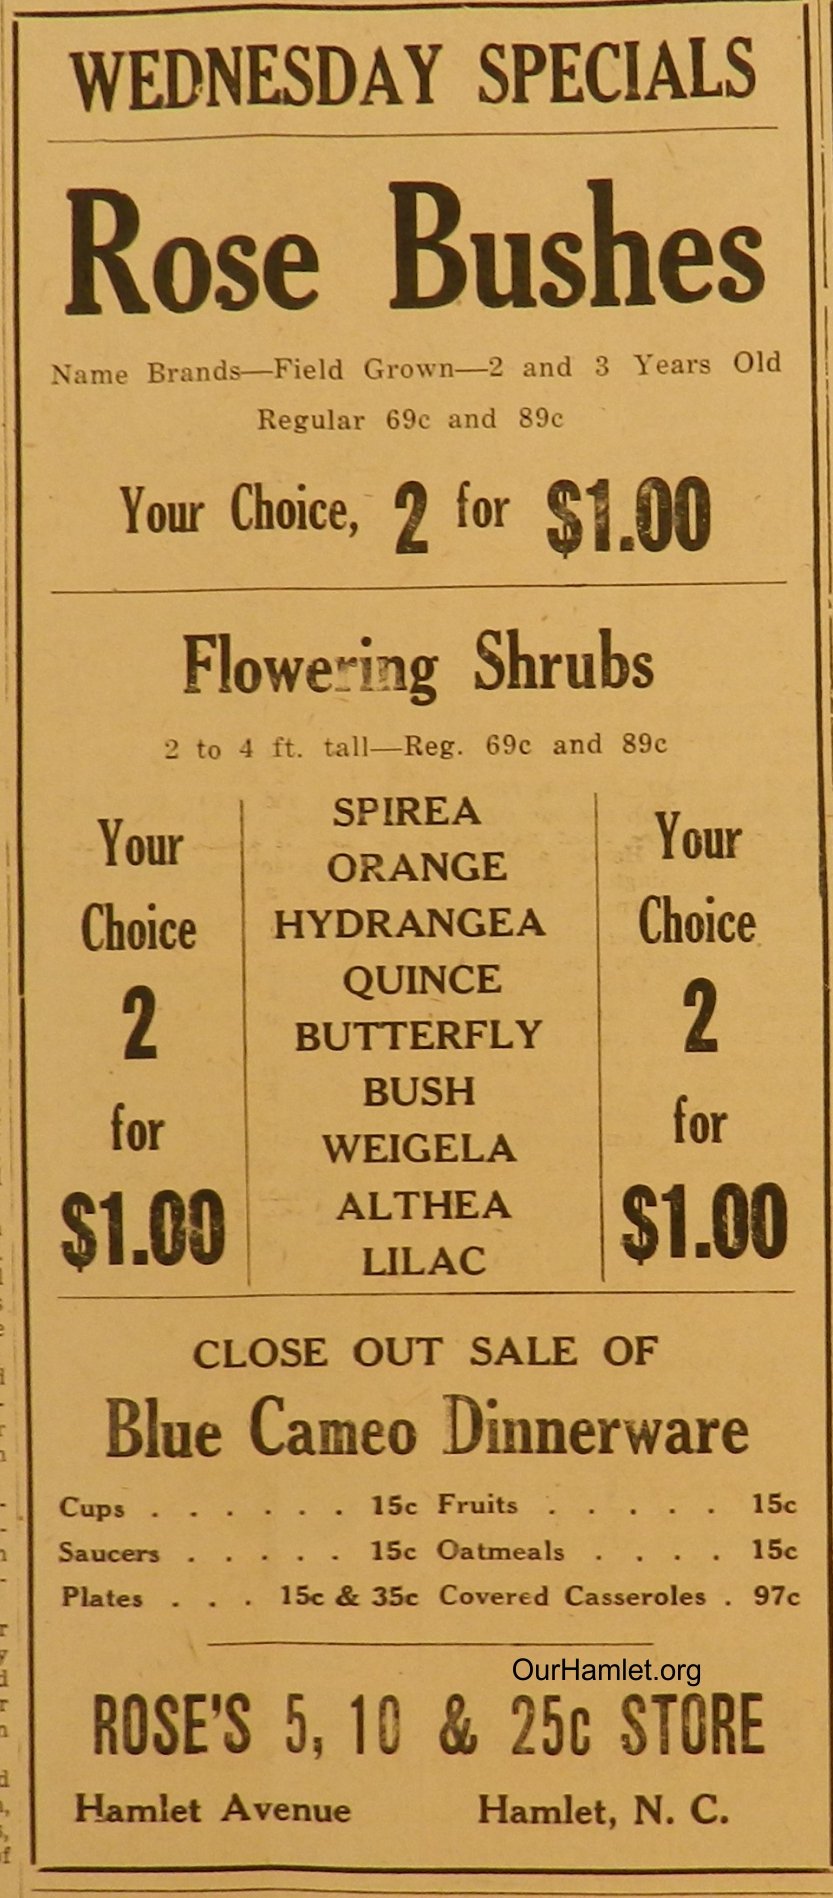 WEDNESDAY SPECIALS
Rose Bushes
Name Brands—Field Grown—2 and 3 Years Old
Regular 69c and 89c
Your Choice, 2 for $1.00
Flowering Shrubs
2 to 4 ft. tall—Reg. 69c and 89c
Your
Choice
2
for
$1.00
SPIREA
ORANGE
HYDRANGEA
QUINCE
BUTTERFLY
BUSH
WEIGELA
ALTHEA
LILAC
Your
Choice
2
for
$1.00
CLOSE OUT SALE OF
Blue Cameo Dinnerware
Cups . . . . . . 15c Fruits . . . . . 15c
Saucers . . . . . 15c Oatmeals . . . . 15c
Plates . . . 15c & 35c Covered Casseroles . 97c
OurHamlet.org
ROSE'S 5, 10 & 25c STORE
Hamlet Avenue Hamlet, N. C.